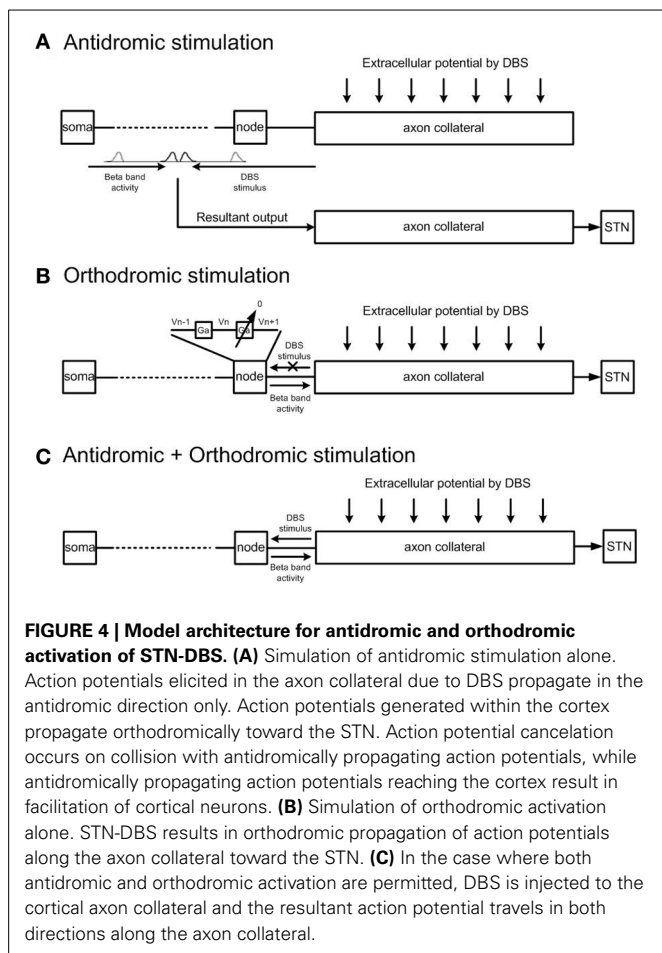 A Antidromic stimulation
Extracellular potential by DBS
soma
node
axon collateral
Beta band
activity
DBS
stimulus
Resultant output
axon collateral
STN
B Orthodromic stimulation
0
Vn-1
Ga
Vn
Ga
Vn+1
Extracellular potential by DBS
DBS
stimulus
soma
node
axon collateral
STN
Beta band
activity
C Antidromic + Orthodromic stimulation
Extracellular potential by DBS
DBS
stimulus
soma
node
axon collateral
STN
Beta band
activity
FIGURE 4 | Model architecture for antidromic and orthodromic
activation of STN-DBS. (A) Simulation of antidromic stimulation alone.
Action potentials elicited in the axon collateral due to DBS propagate in the
antidromic direction only. Action potentials generated within the cortex
propagate orthodromically toward the STN. Action potential cancelation
occurs on collision with antidromically propagating action potentials, while
antidromically propagating action potentials reaching the cortex result in
facilitation of cortical neurons. (B) Simulation of orthodromic activation
alone. STN-DBS results in orthodromic propagation of action potentials
along the axon collateral toward the STN. (C) In the case where both
antidromic and orthodromic activation are permitted, DBS is injected to the
cortical axon collateral and the resultant action potential travels in both
directions along the axon collateral.